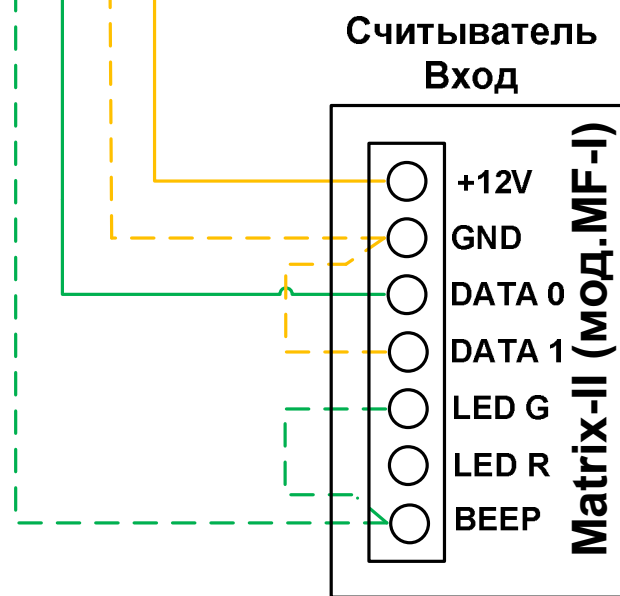 Считыватель
Вход
+12V
GND
DATA 0
DATA 1
LED G
LED R
BEEP
Matrix-II (мод.MF-I)